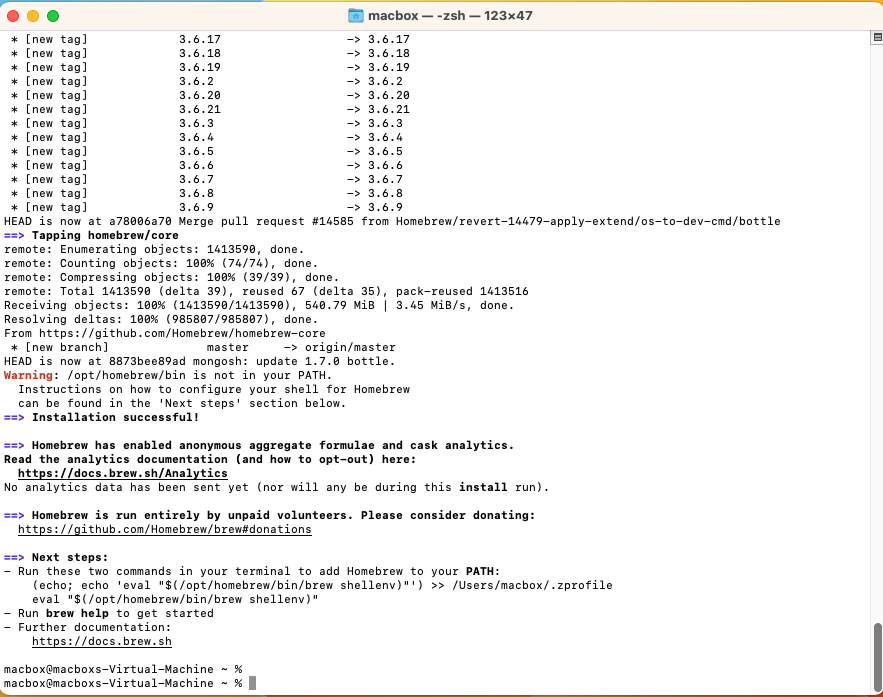 macbox — -zsh — 123×47
 * [new tag]             3.6.17                  -> 3.6.17
 * [new tag]             3.6.18                  -> 3.6.18
 * [new tag]             3.6.19                  -> 3.6.19
 * [new tag]             3.6.2                   -> 3.6.2
 * [new tag]             3.6.20                  -> 3.6.20
 * [new tag]             3.6.21                  -> 3.6.21
 * [new tag]             3.6.3                   -> 3.6.3
 * [new tag]             3.6.4                   -> 3.6.4
 * [new tag]             3.6.5                   -> 3.6.5
 * [new tag]             3.6.6                   -> 3.6.6
 * [new tag]             3.6.7                   -> 3.6.7
 * [new tag]             3.6.8                   -> 3.6.8
 * [new tag]             3.6.9                   -> 3.6.9
HEAD is now at a78006a70 Merge pull request #14585 from Homebrew/revert-14479-apply-extend/os-to-dev-cmd/bottle
==> Tapping homebrew/core
remote: Enumerating objects: 1413590, done.
remote: Counting objects: 100% (74/74), done.
remote: Compressing objects: 100% (39/39), done.
remote: Total 1413590 (delta 39), reused 67 (delta 35), pack-reused 1413516
Receiving objects: 100% (1413590/1413590), 540.79 MiB | 3.45 MiB/s, done.
Resolving deltas: 100% (985807/985807), done.
From https://github.com/Homebrew/homebrew-core
 * [new branch]              master     -> origin/master
HEAD is now at 8873bee89ad mongosh: update 1.7.0 bottle.
Warning: /opt/homebrew/bin is not in your PATH.
  Instructions on how to configure your shell for Homebrew
  can be found in the 'Next steps' section below.
==> Installation successful!
==> Homebrew has enabled anonymous aggregate formulae and cask analytics.
Read the analytics documentation (and how to opt-out) here:
  https://docs.brew.sh/Analytics
No analytics data has been sent yet (nor will any be during this install run).
==> Homebrew is run entirely by unpaid volunteers. Please consider donating:
  https://github.com/Homebrew/brew#donations
==> Next steps:
- Run these two commands in your terminal to add Homebrew to your PATH:
    (echo; echo 'eval "$(/opt/homebrew/bin/brew shellenv)"') >> /Users/macbox/.zprofile
    eval "$(/opt/homebrew/bin/brew shellenv)"
- Run brew help to get started
- Further documentation:
    https://docs.brew.sh
macbox@macboxs-Virtual-Machine ~ %
macbox@macboxs-Virtual-Machine ~ %